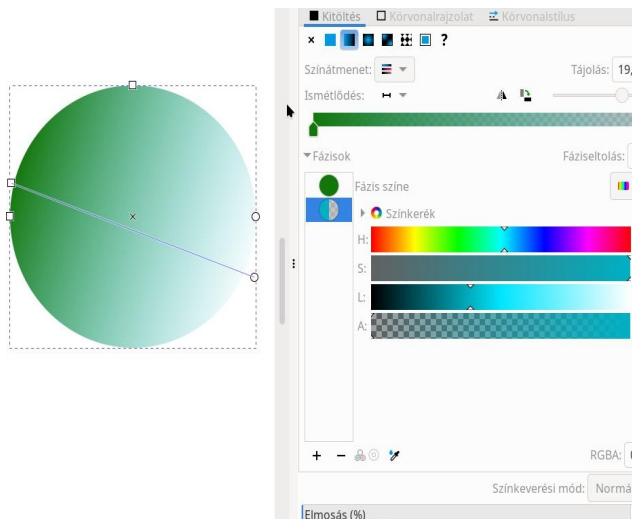 Kitöltés Körvonalrajzolat Körvonalstílus
× ?
Színátmenet: Tájolás: 19,
Ismétlődés:
Fázisok Fáziseltolás:
Fázis színe
Színkerék
H:
S:
L:
A:
+ − RGBA:
Színkeverési mód: Normá
Elmosás (%)